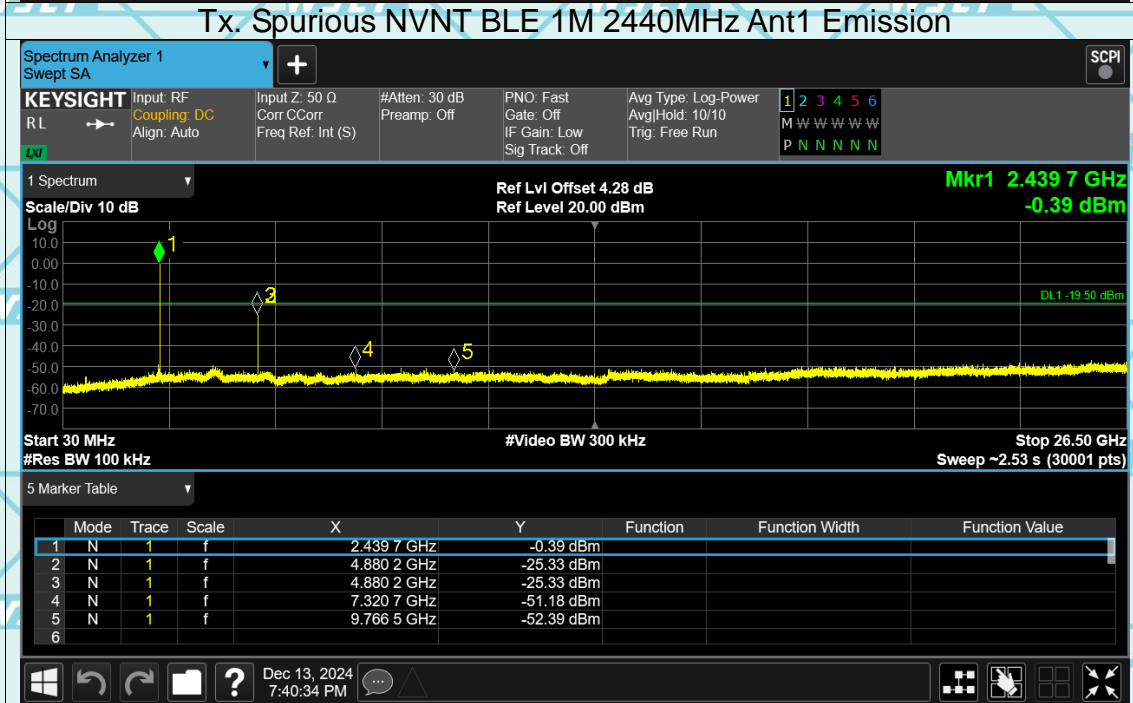 Tx. Spurious NVNT BLE 1M 2440MHz Ant1 Emission
Spectrum Analyzer 1
Swept SA
+
SCPI
KEYSIGHT Input: RF Input Z: 50 Ω #Atten: 30 dB PNO: Fast Avg Type: Log-Power 1 2 3 4 5 6
RL Coupling: DC Corr CCorr Preamp: Off Gate: Off Avg|Hold: 10/10 M W W W W W
Align: Auto Freq Ref: Int (S) IF Gain: Low Trig: Free Run P N N N N N
LXI Sig Track: Off
1 Spectrum Ref Lvl Offset 4.28 dB Mkr1 2.439 7 GHz
Scale/Div 10 dB Ref Level 20.00 dBm -0.39 dBm
Log
10.0
0.00
-10.0
-20.0
-30.0
-40.0
-50.0
-60.0
-70.0
1
3
4
5
DL1 -19.50 dBm
Start 30 MHz #Video BW 300 kHz Stop 26.50 GHz
#Res BW 100 kHz Sweep ~2.53 s (30001 pts)
5 Marker Table
Mode Trace Scale X Y Function Function Width Function Value
1 N 1 f 2.439 7 GHz -0.39 dBm
2 N 1 f 4.880 2 GHz -25.33 dBm
3 N 1 f 4.880 2 GHz -25.33 dBm
4 N 1 f 7.320 7 GHz -51.18 dBm
5 N 1 f 9.766 5 GHz -52.39 dBm
6
? Dec 13, 2024
7:40:34 PM